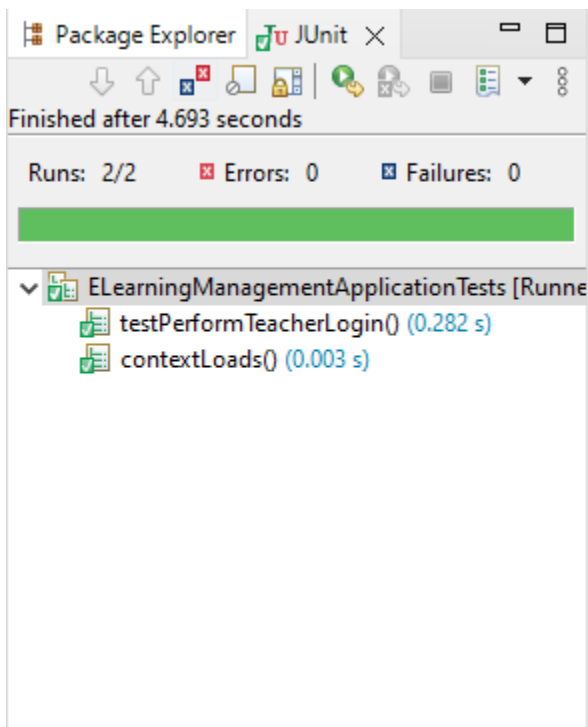 Package Explorer JUnit
Finished after 4.693 seconds
Runs: 2/2 Errors: 0 Failures: 0
ELearningManagementApplicationTests [Runne
testPerformTeacherLogin() (0.282 s)
contextLoads() (0.003 s)